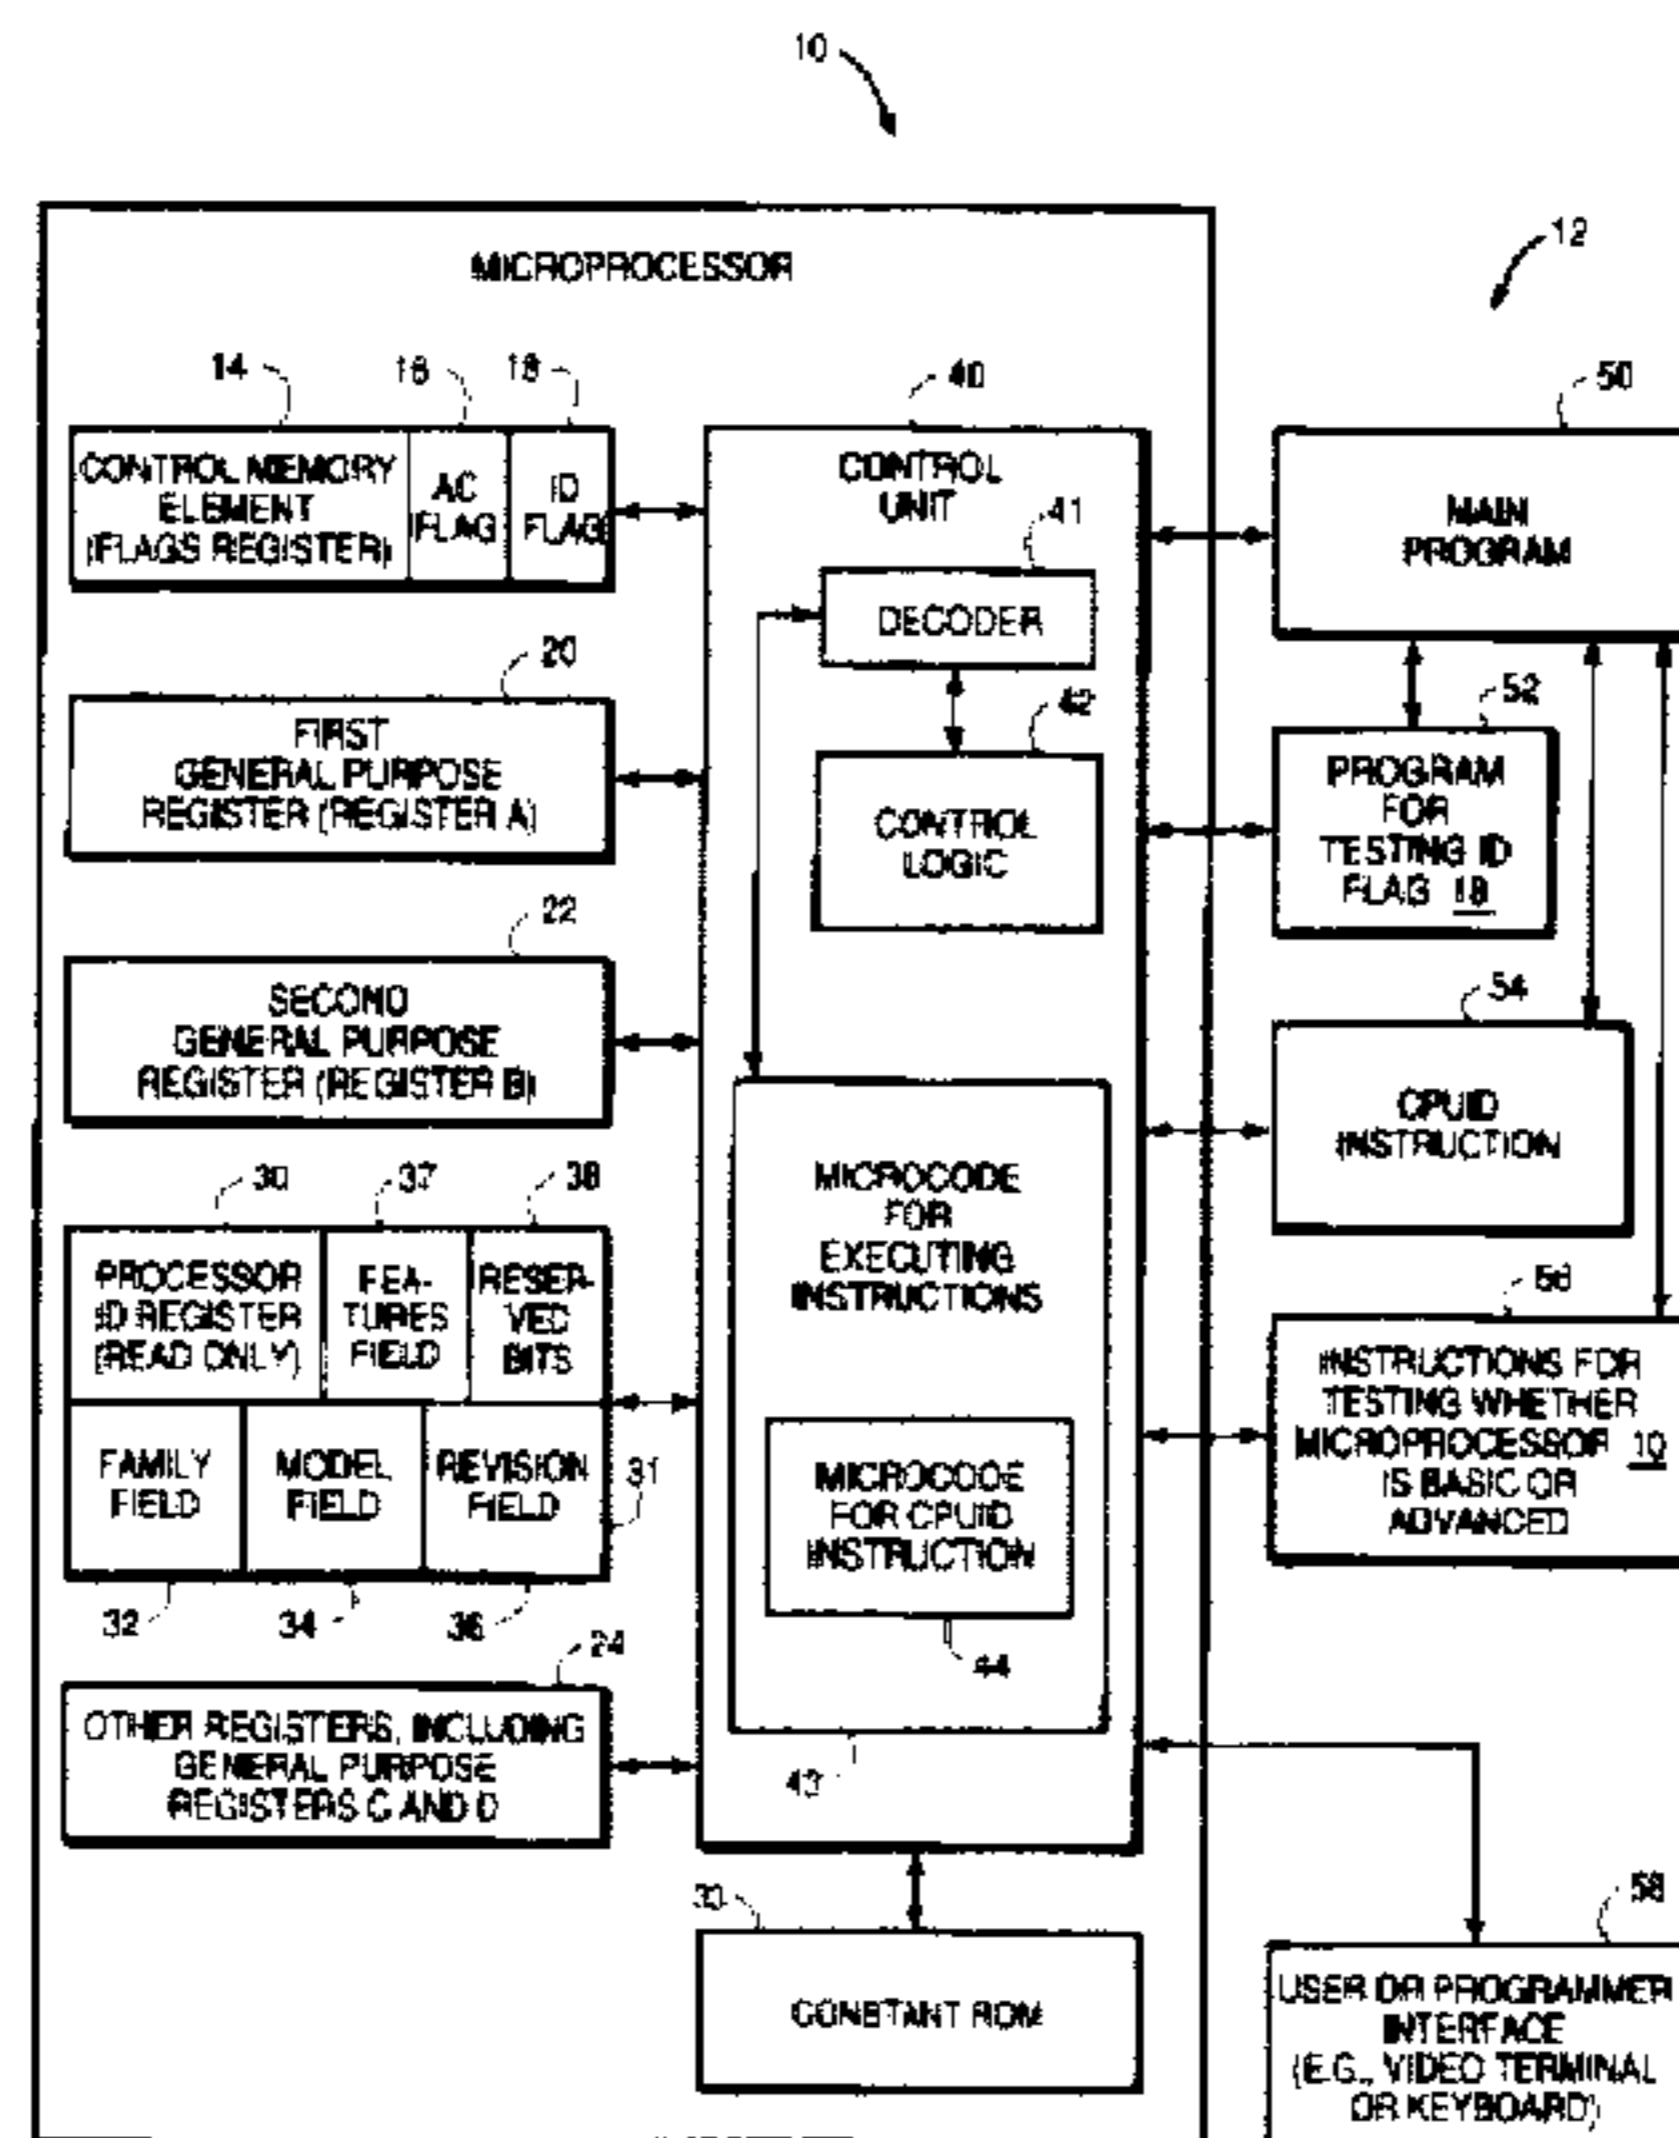 10
12
MICROPROCESSOR
14
16
18
40
50
CONTROL MEMORY
ELEMENT
(FLAGS REGISTER)
AC
FLAG
ID
FLAG
CONTROL
UNIT
41
DECODER
MAIN
PROGRAM
20
FIRST
GENERAL PURPOSE
REGISTER (REGISTER A)
42
CONTROL
LOGIC
52
PROGRAM
FOR
TESTING ID
FLAG 18
22
SECOND
GENERAL PURPOSE
REGISTER (REGISTER B)
54
CPUID
INSTRUCTION
30
37
38
PROCESSOR
ID REGISTER
(READ ONLY)
FEA-
TURES
FIELD
RESER-
VED
BITS
FAMILY
FIELD
MODEL
FIELD
REVISION
FIELD
31
32
34
36
MICROCODE
FOR
EXECUTING
INSTRUCTIONS
MICROCODE
FOR CPUID
INSTRUCTION
44
43
56
INSTRUCTIONS FOR
TESTING WHETHER
MICROPROCESSOR 10
IS BASIC OR
ADVANCED
24
OTHER REGISTERS, INCLUDING
GENERAL PURPOSE
REGISTERS C AND D
33
CONSTANT ROM
58
USER OR PROGRAMMER
INTERFACE
(E.G., VIDEO TERMINAL
OR KEYBOARD)